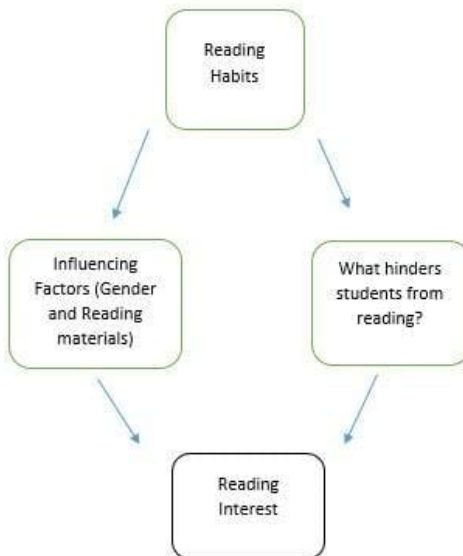 Reading
Habits
Influencing
Factors (Gender
and Reading
materials)
What hinders
students from
reading?
Reading
Interest